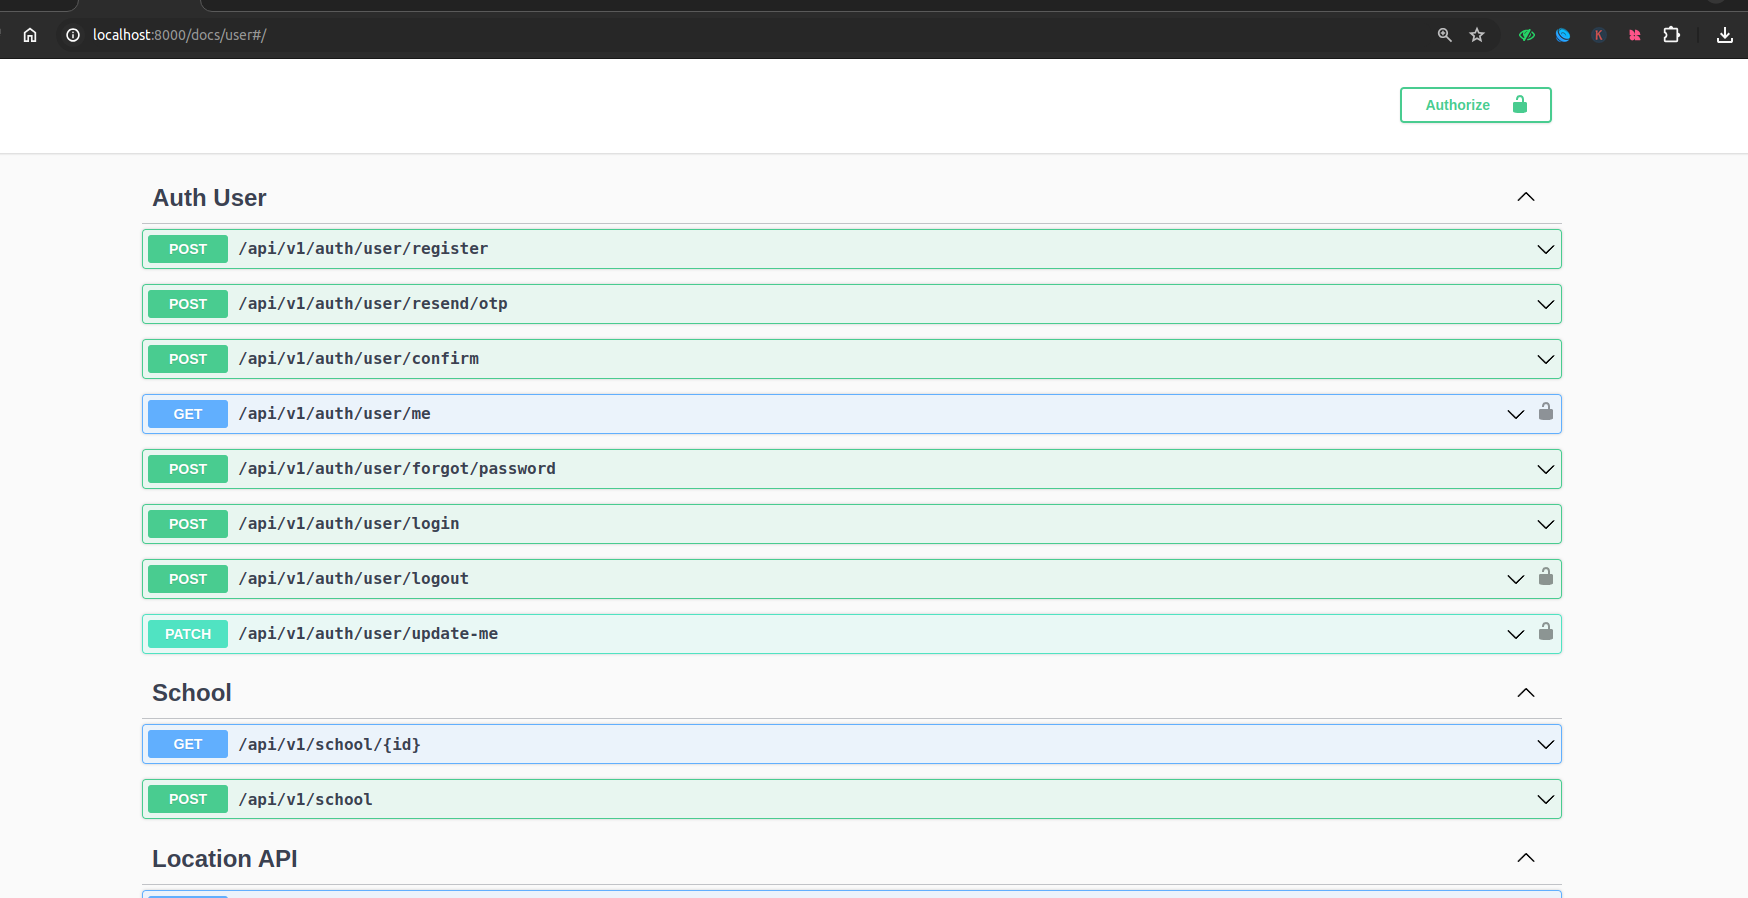 localhost:8000/docs/user#/
Authorize
Auth User
POST /api/v1/auth/user/register
POST /api/v1/auth/user/resend/otp
POST /api/v1/auth/user/confirm
GET /api/v1/auth/user/me
POST /api/v1/auth/user/forgot/password
POST /api/v1/auth/user/login
POST /api/v1/auth/user/logout
PATCH /api/v1/auth/user/update-me
School
GET /api/v1/school/{id}
POST /api/v1/school
Location API